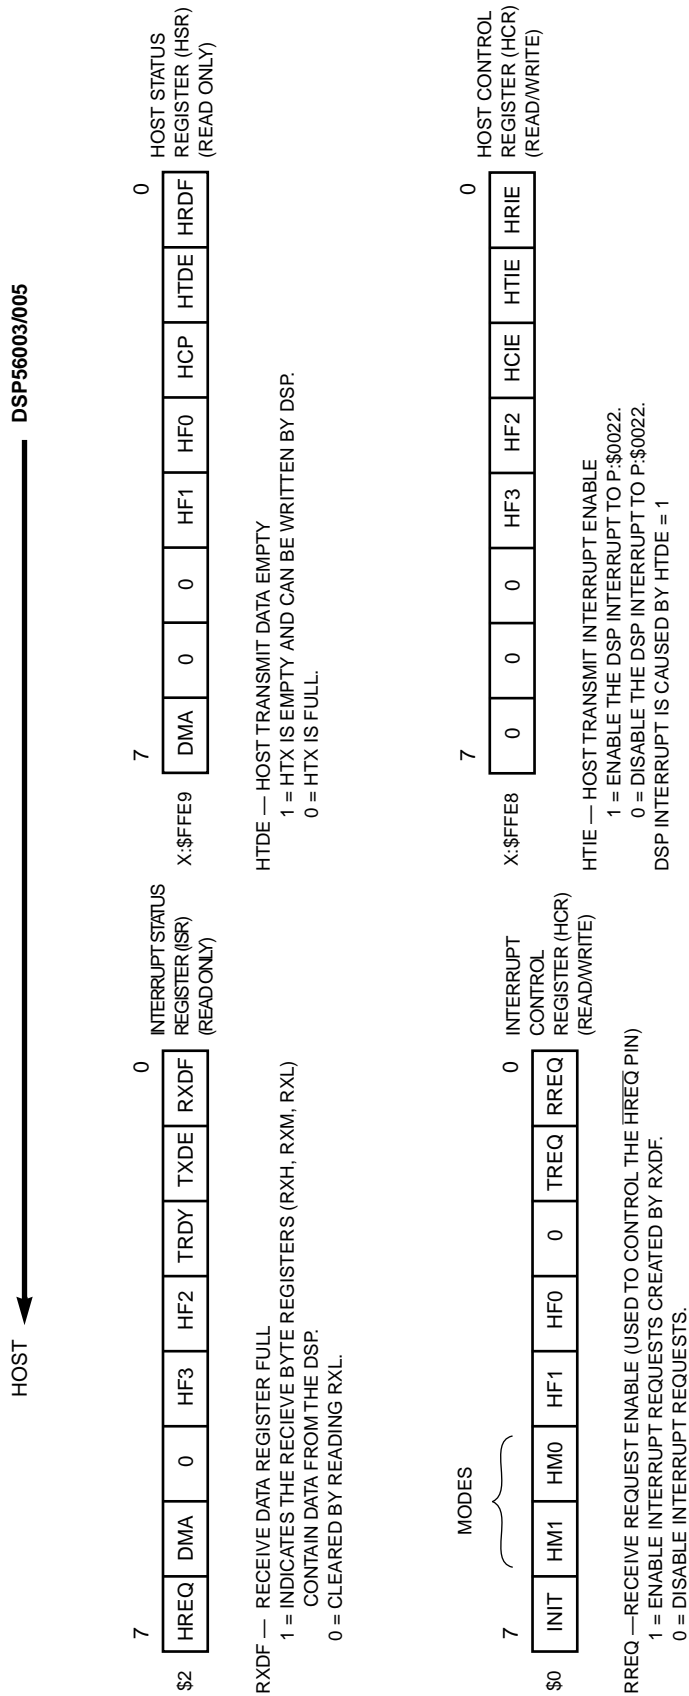 HOST
DSP56003/005
7
0
$2
HREQ DMA 0 HF3 HF2 TRDY TXDE RXDF
INTERRUPT STATUS
REGISTER (ISR)
(READ ONLY)
RXDF — RECEIVE DATA REGISTER FULL
1 = INDICATES THE RECIEVE BYTE REGISTERS (RXH, RXM, RXL)
CONTAIN DATA FROM THE DSP.
0 = CLEARED BY READING RXL.
7
0
X:$FFE9
DMA 0 0 HF1 HF0 HCP HTDE HRDF
HOST STATUS
REGISTER (HSR)
(READ ONLY)
HTDE — HOST TRANSMIT DATA EMPTY
1 = HTX IS EMPTY AND CAN BE WRITTEN BY DSP.
0 = HTX IS FULL.
MODES
7
0
$0
INIT HM1 HM0 HF1 HF0 0 TREQ RREQ
INTERRUPT
CONTROL
REGISTER (HCR)
(READ/WRITE)
RREQ —RECEIVE REQUEST ENABLE (USED TO CONTROL THE HREQ PIN)
1 = ENABLE INTERRUPT REQUESTS CREATED BY RXDF.
0 = DISABLE INTERRUPT REQUESTS.
7
0
X:$FFE8
0 0 0 HF3 HF2 HCIE HTIE HRIE
HOST CONTROL
REGISTER (HCR)
(READ/WRITE)
HTIE — HOST TRANSMIT INTERRUPT ENABLE
1 = ENABLE THE DSP INTERRUPT TO P:$0022.
0 = DISABLE THE DSP INTERRUPT TO P:$0022.
DSP INTERRUPT IS CAUSED BY HTDE = 1